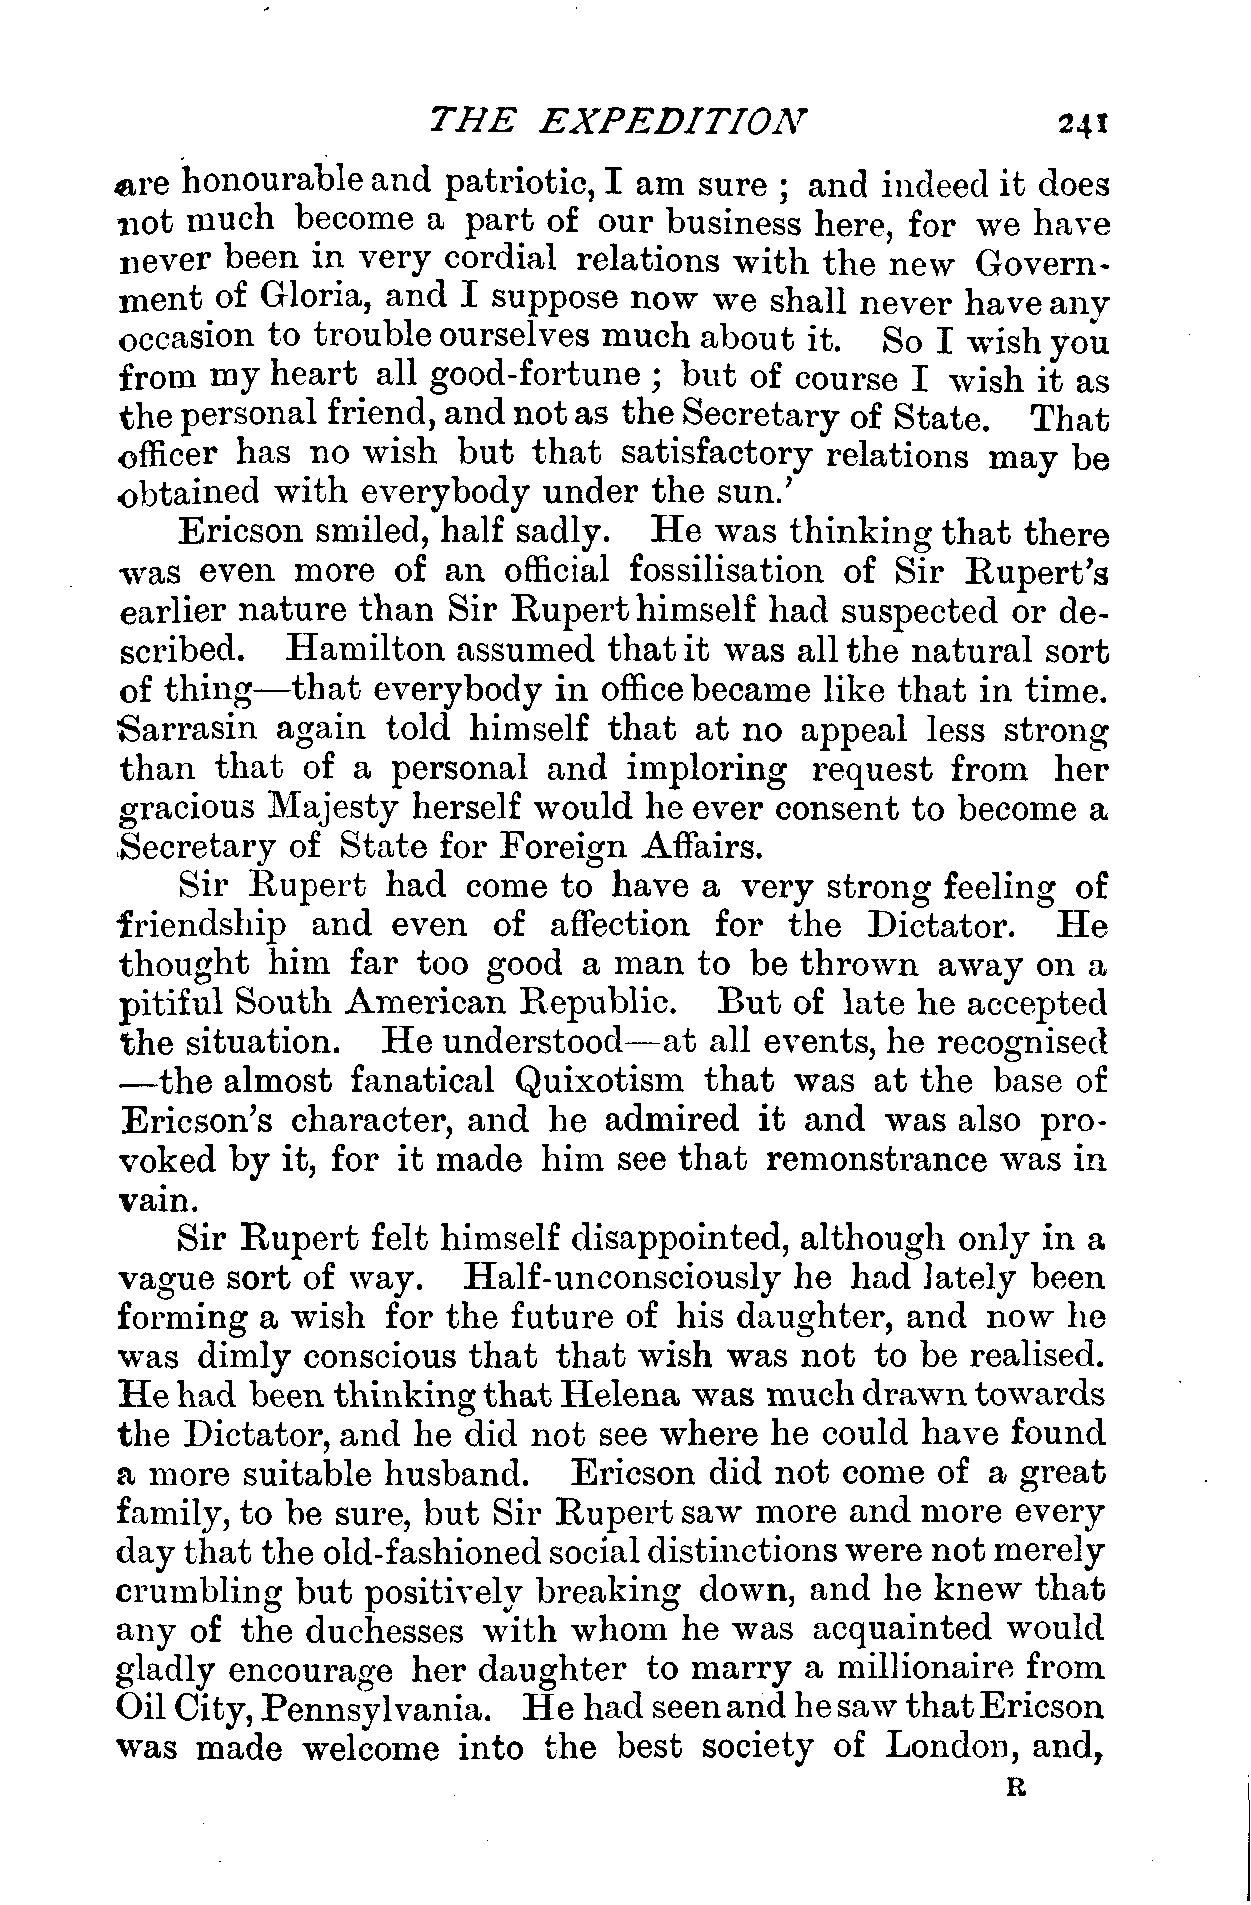 THE EXPEDITION 241
are honourable and patriotic, I am sure ; and indeed it does
not much become a part of our business here, for we have
never been in very cordial relations with the new Govern-
ment of Gloria, and I suppose now we shall never have any
occasion to trouble ourselves much about it. So I wish you
from my heart all good-fortune ; but of course I wish it as
the personal friend, and not as the Secretary of State. That
officer has no wish but that satisfactory relations may be
obtained with everybody under the sun.'
Ericson smiled, half sadly. He was thinking that there
was even more of an official fossilisation of Sir Rupert's
earlier nature than Sir Rupert himself had suspected or de-
scribed. Hamilton assumed that it was all the natural sort
of thing—that everybody in office became like that in time.
Sarrasin again told himself that at no appeal less strong
than that of a personal and imploring request from her
gracious Majesty herself would he ever consent to become a
Secretary of State for Foreign Affairs.
Sir Rupert had come to have a very strong feeling of
friendship and even of affection for the Dictator. He
thought him far too good a man to be thrown away on a
pitiful South American Republic. But of late he accepted
the situation. He understood—at all events, he recognised
—the almost fanatical Quixotism that was at the base of
Ericson's character, and he admired it and was also pro-
voked by it, for it made him see that remonstrance was in
vain.
Sir Rupert felt himself disappointed, although only in a
vague sort of way. Half-unconsciously he had lately been
forming a wish for the future of his daughter, and now he
was dimly conscious that that wish was not to be realised.
He had been thinking that Helena was much drawn towards
the Dictator, and he did not see where he could have found
a more suitable husband. Ericson did not come of a great
family, to be sure, but Sir Rupert saw more and more every
day that the old-fashioned social distinctions were not merely
crumbling but positively breaking down, and he knew that
any of the duchesses with whom he was acquainted would
gladly encourage her daughter to marry a millionaire from
Oil City, Pennsylvania. He had seen and he saw that Ericson
was made welcome into the best society of London, and,
R